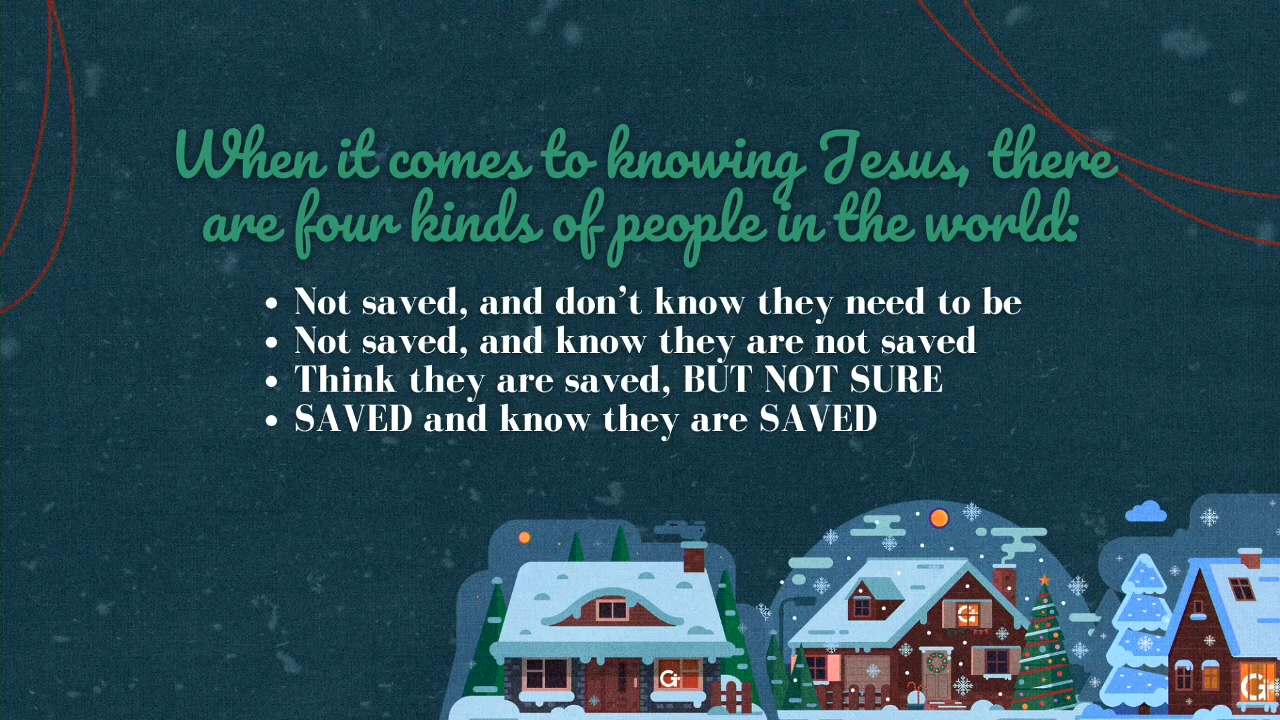 When it comes to knowing Jesus, there
are four kinds of people in the world:
• Not saved, and don’t know they need to be
• Not saved, and know they are not saved
• Think they are saved, BUT NOT SURE
• SAVED and know they are SAVED